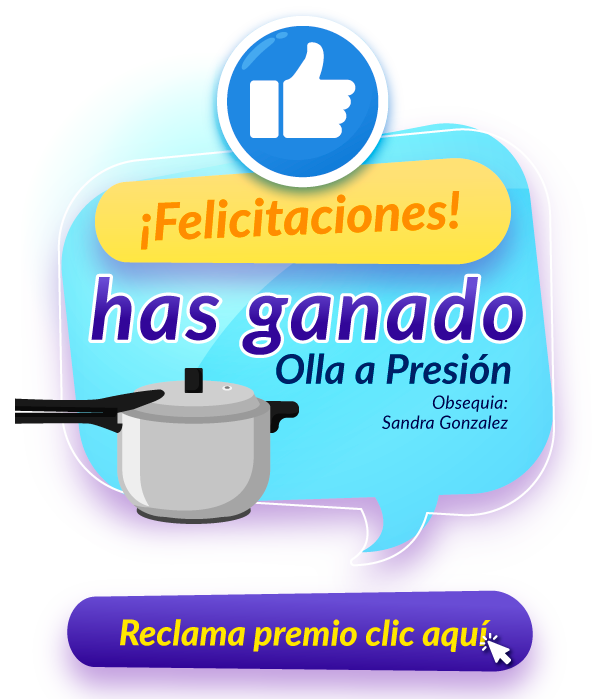 ¡Felicitaciones!
has ganado
Olla a Presión
Obsequia:
Sandra Gonzalez
Reclama premio clic aquí